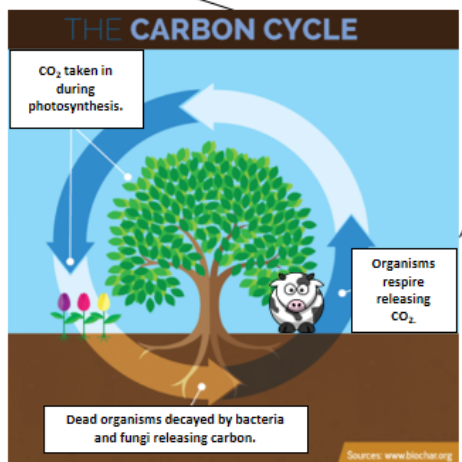 THE CARBON CYCLE
CO₂ taken in
during
photosynthesis.
Organisms
respire
releasing
CO₂.
Dead organisms decayed by bacteria
and fungi releasing carbon.
Sources: www.biochar.org